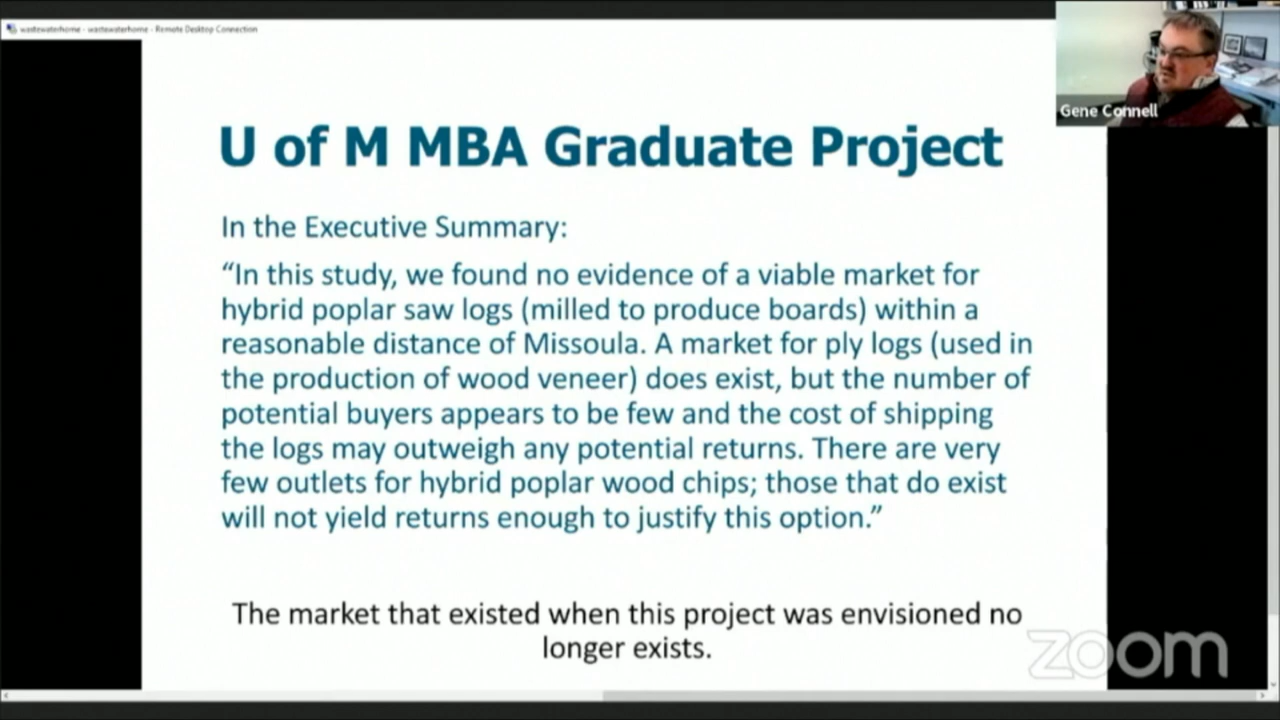 wastewaterhome - wastewaterhome - Remote Desktop Connection
Gene Connell
U of M MBA Graduate Project
In the Executive Summary:
“In this study, we found no evidence of a viable market for
hybrid poplar saw logs (milled to produce boards) within a
reasonable distance of Missoula. A market for ply logs (used in
the production of wood veneer) does exist, but the number of
potential buyers appears to be few and the cost of shipping
the logs may outweigh any potential returns. There are very
few outlets for hybrid poplar wood chips; those that do exist
will not yield returns enough to justify this option.”
The market that existed when this project was envisioned no
longer exists.
zoom